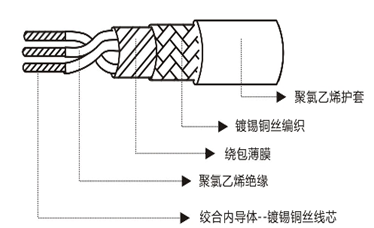 聚氯乙烯护套
镀锡铜丝编织
绕包薄膜
聚氯乙烯绝缘
绞合内导体--镀锡铜丝线芯